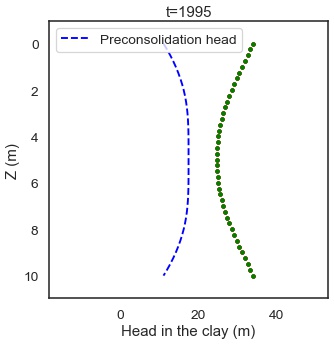 t=1995
Preconsolidation head
0
2
4
6
8
10
Z (m)
0
20
40
Head in the clay (m)